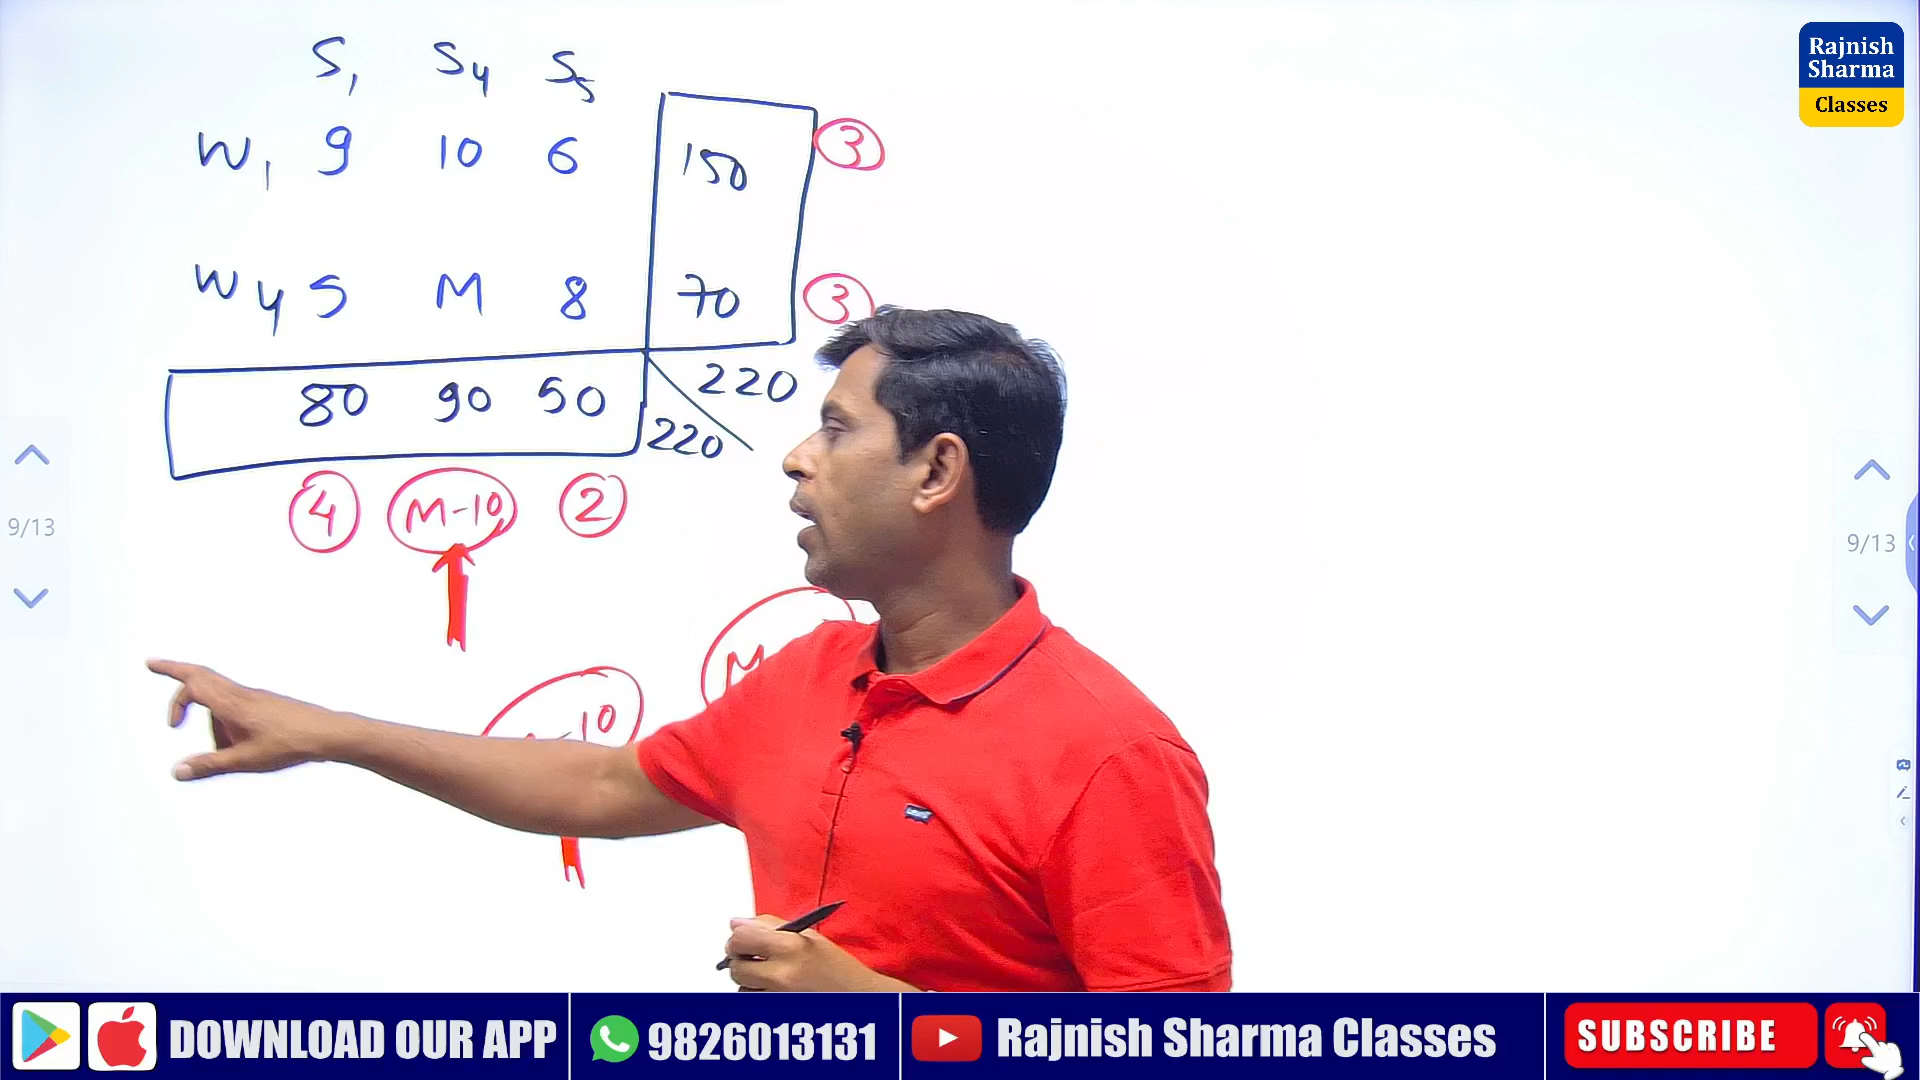 Rajnish
Sharma
Classes
S1 S4 S5
W1 9 10 6 150 3
W4 5 M 8 70 3
80 90 50 220
220
4 M-10 2
9/13
9/13
M
-10
DOWNLOAD OUR APP
9826013131
Rajnish Sharma Classes
SUBSCRIBE